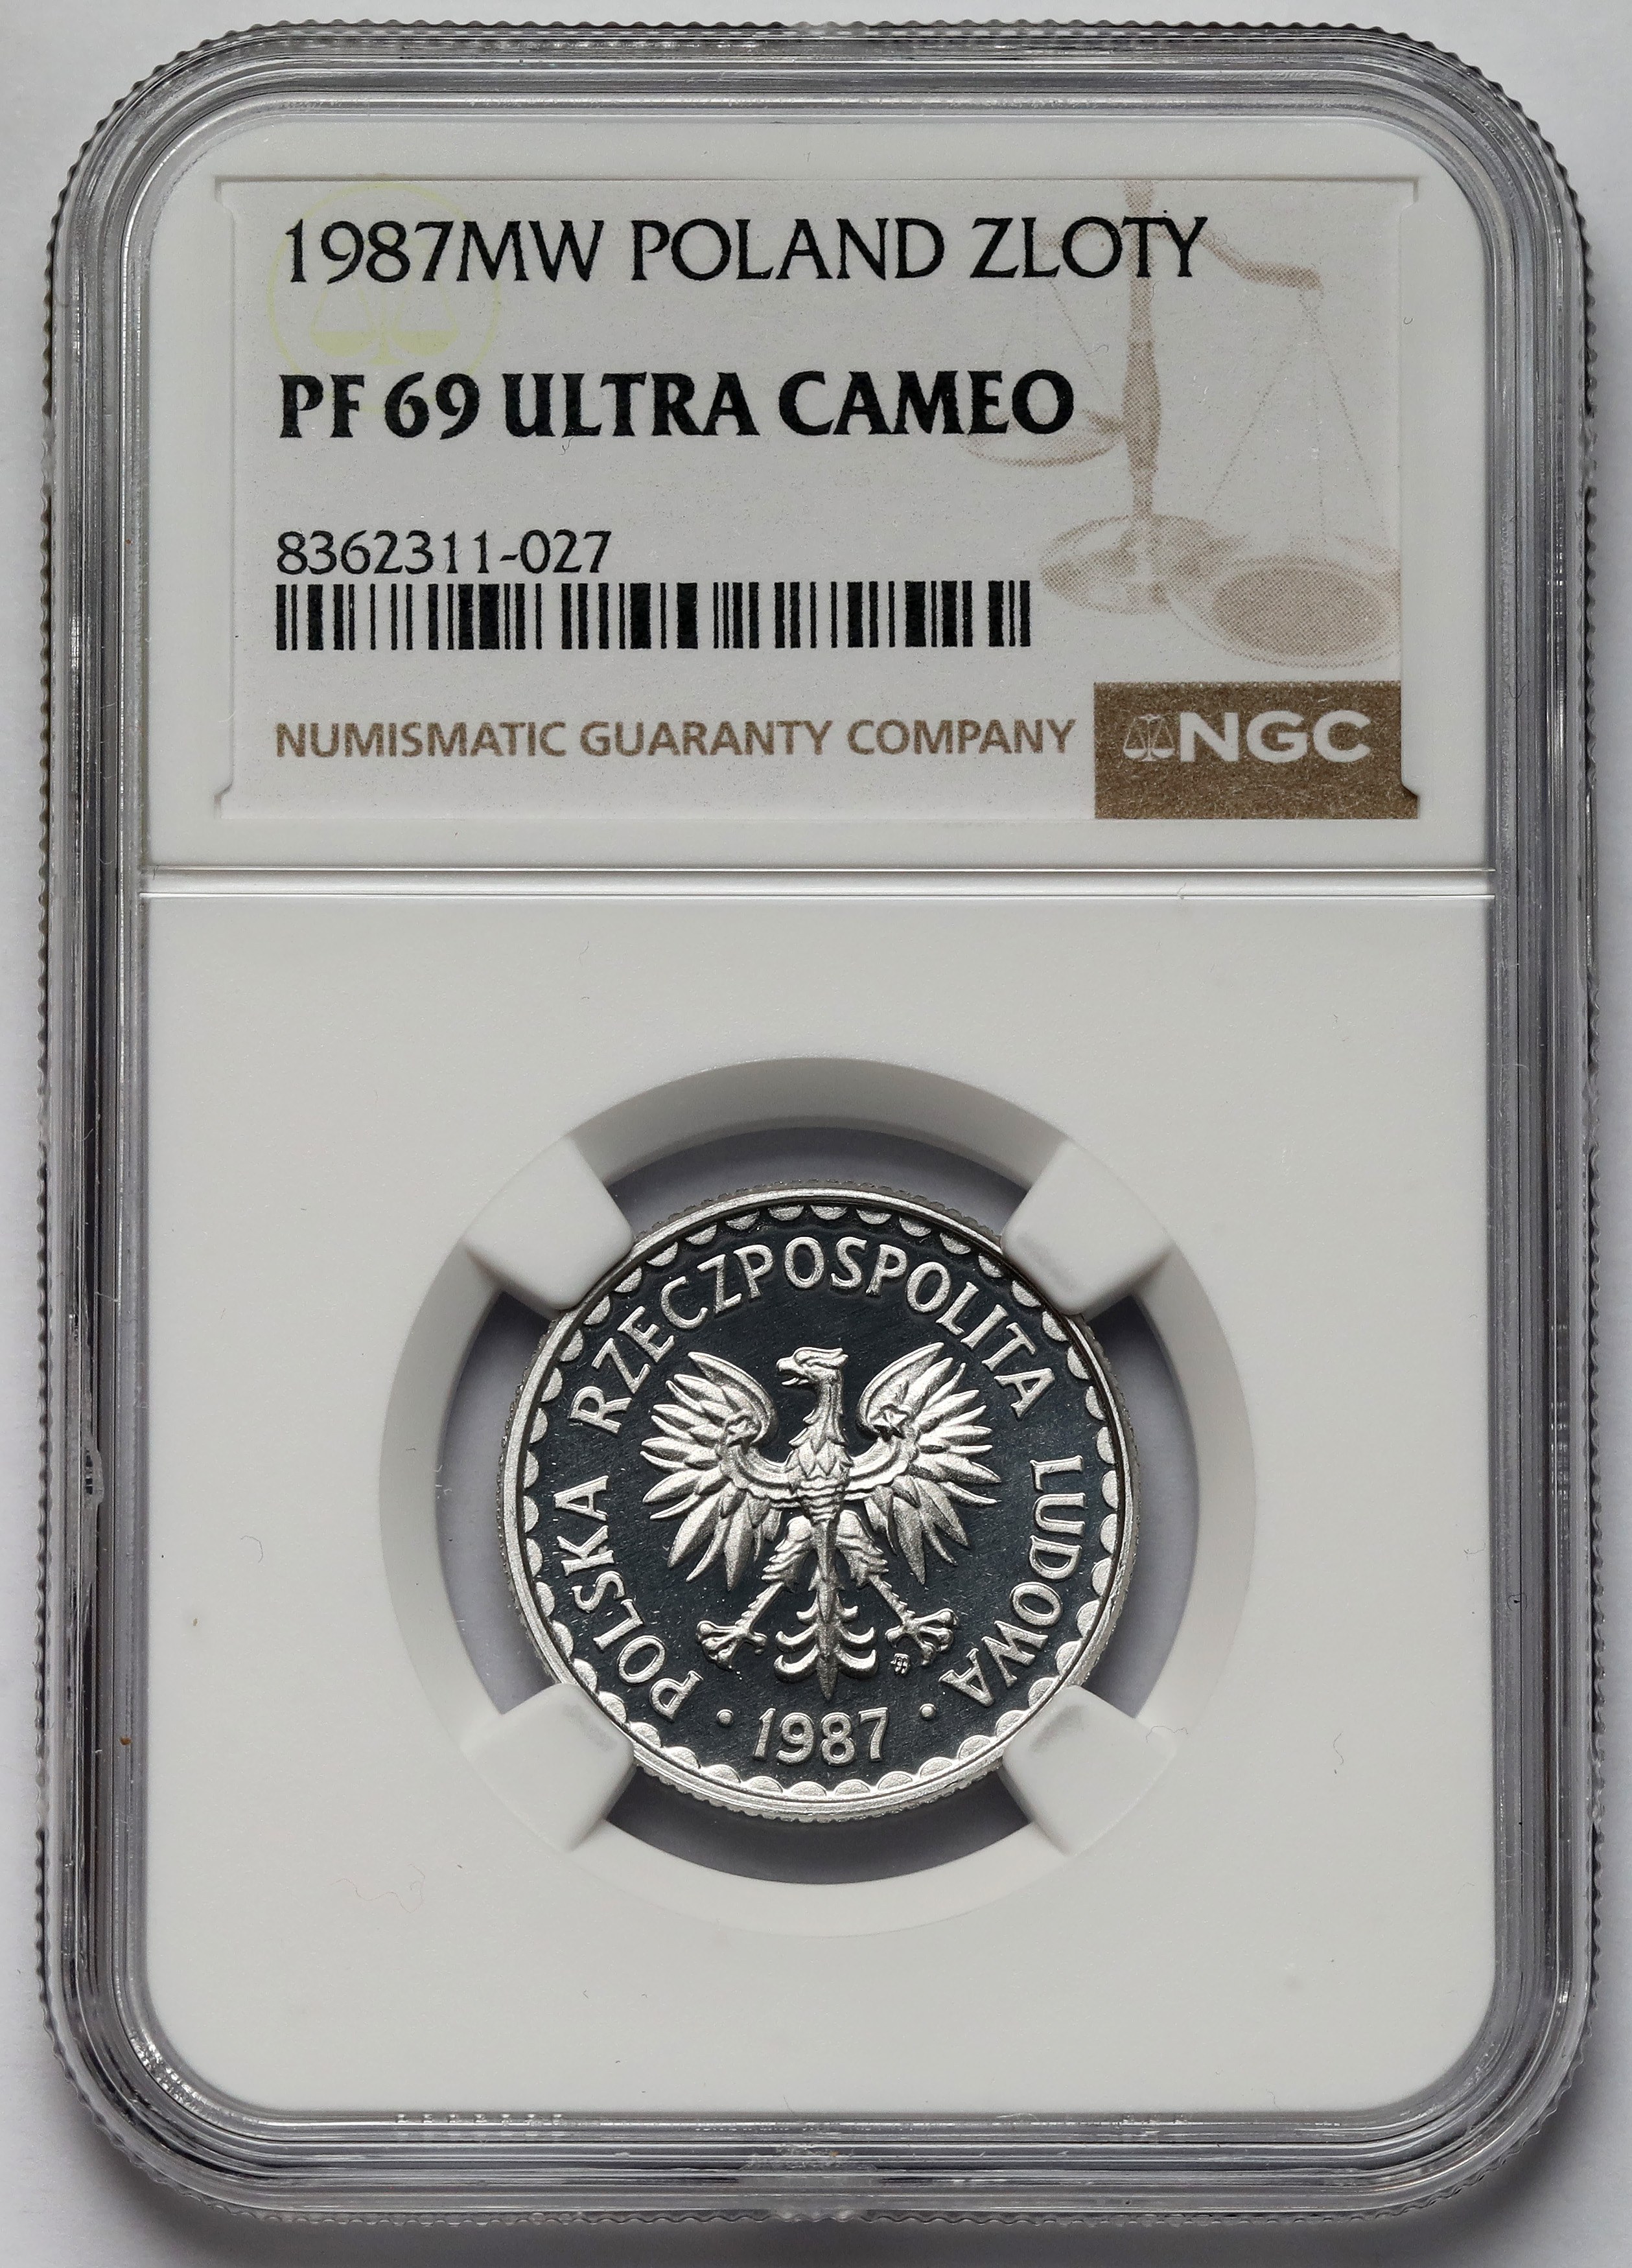 1987MW POLAND ZLOTY
PF 69 ULTRA CAMEO
8362311-027
NUMISMATIC GUARANTY COMPANY
NGC
POLSKA RZECZPOSPOLITA LUDOWA
· 1987 ·